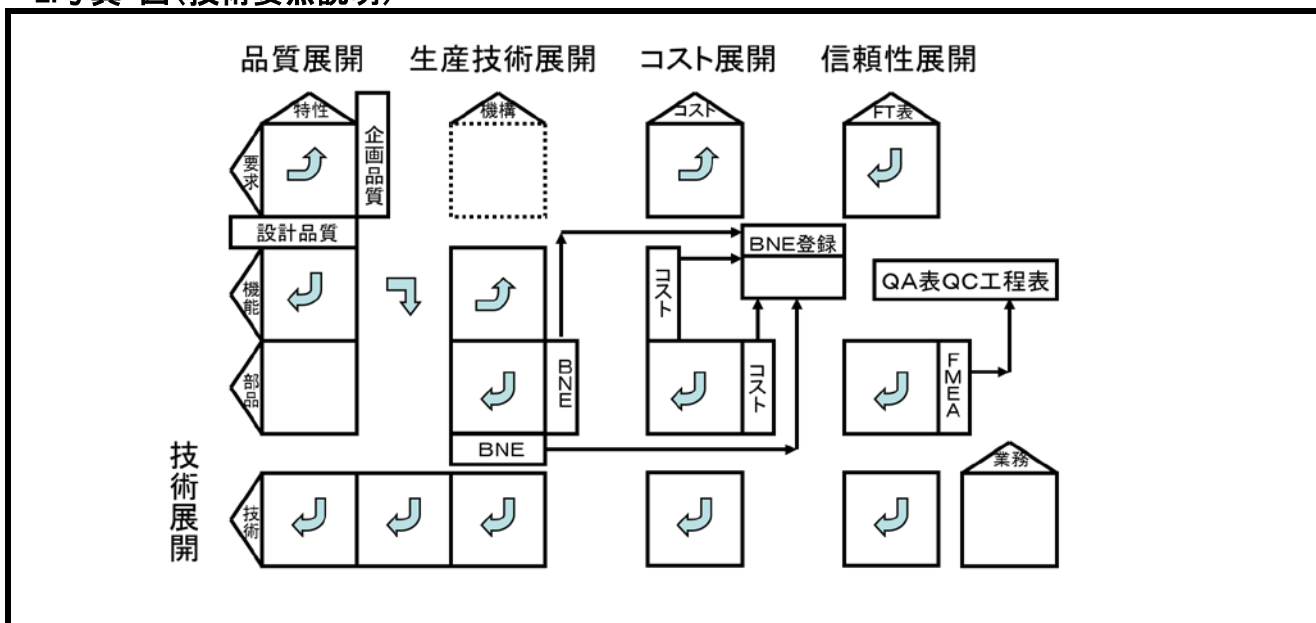 品質展開
生産技術展開
コスト展開
信頼性展開
特性
企画品質
機構
コスト
FT表
要求
設計品質
BNE登録
機能
コスト
QA表QC工程表
部品
BNE
コスト
FMEA
BNE
業務
技術展開
技術